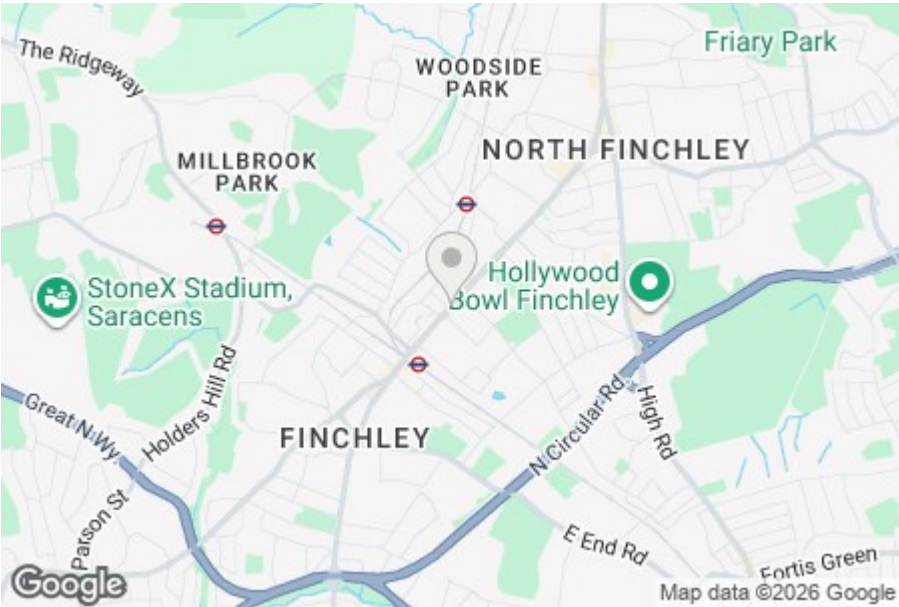 The Ridgeway
WOODSIDE
PARK
Friary Park
NORTH FINCHLEY
MILLBROOK
PARK
StoneX Stadium,
Saracens
Hollywood
Bowl Finchley
Holders Hill Rd
Great N Wy
FINCHLEY
N Circular Rd
High Rd
Parson St
E End Rd
Fortis Green
Google
Map data ©2026 Google